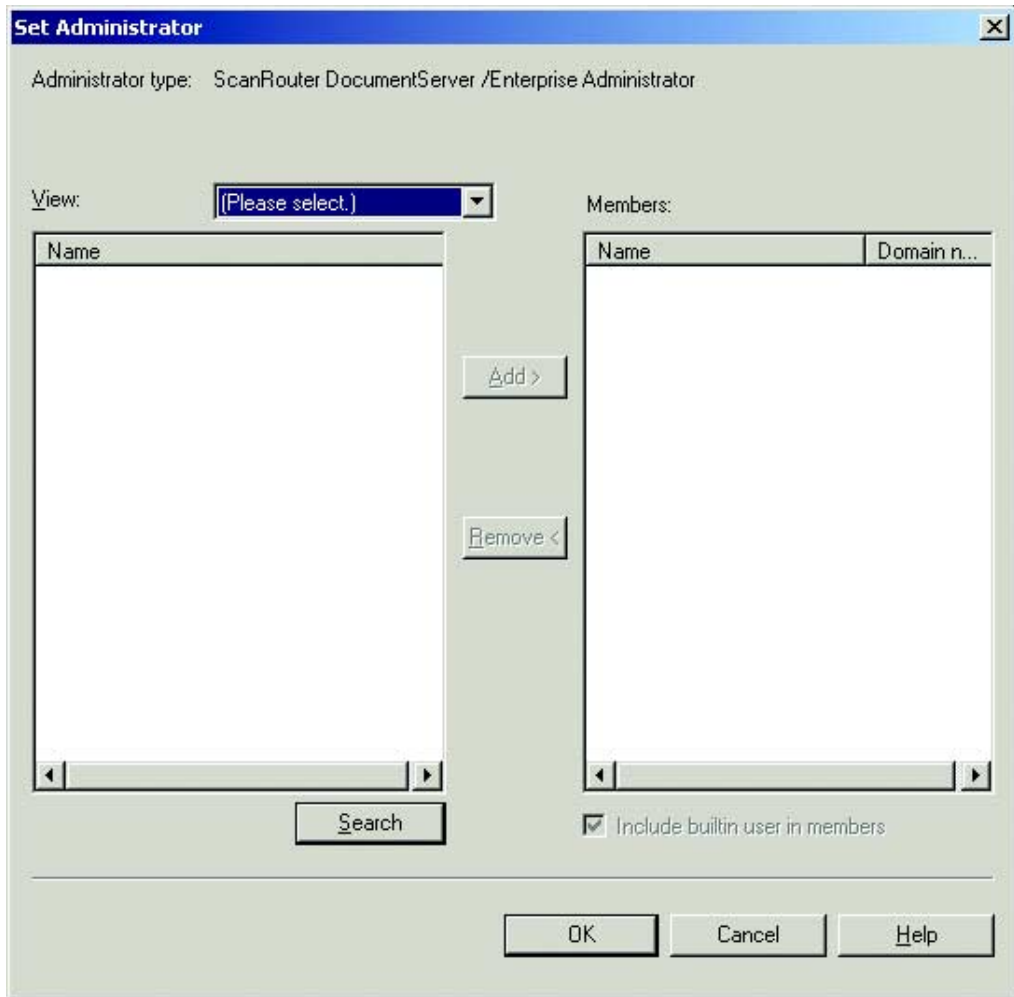 Set Administrator
Administrator type: ScanRouter DocumentServer /Enterprise Administrator
View: (Please select.)
Members:
Name
Name Domain n...
Add >
Remove <
Search
Include builtin user in members
OK Cancel Help